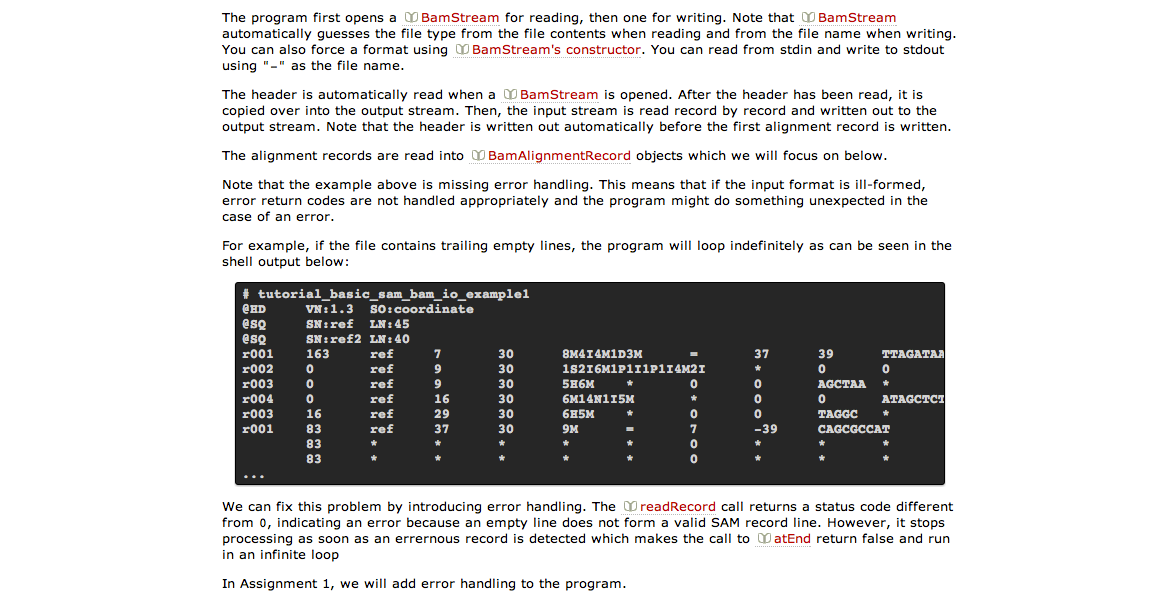 The program first opens a BamStream for reading, then one for writing. Note that BamStream
automatically guesses the file type from the file contents when reading and from the file name when writing.
You can also force a format using BamStream's constructor. You can read from stdin and write to stdout
using "-" as the file name.
The header is automatically read when a BamStream is opened. After the header has been read, it is
copied over into the output stream. Then, the input stream is read record by record and written out to the
output stream. Note that the header is written out automatically before the first alignment record is written.
The alignment records are read into BamAlignmentRecord objects which we will focus on below.
Note that the example above is missing error handling. This means that if the input format is ill-formed,
error return codes are not handled appropriately and the program might do something unexpected in the
case of an error.
For example, if the file contains trailing empty lines, the program will loop indefinitely as can be seen in the
shell output below:
# tutorial_basic_sam_bam_io_example1
@HD VN:1.3 SO:coordinate
@SQ SN:ref LN:45
@SQ SN:ref2 LN:40
r001 163 ref 7 30 8M4I4M1D3M = 37 39 TTAGATAA
r002 0 ref 9 30 1S2I6M1P1I1P1I4M2I * 0 0
r003 0 ref 9 30 5H6M * 0 0 AGCTAA *
r004 0 ref 16 30 6M14N1I5M * 0 0 ATAGCTCT
r003 16 ref 29 30 6H5M * 0 0 TAGGC *
r001 83 ref 37 30 9M = 7 -39 CAGCGCCAT
83 * * * * * 0 * * *
83 * * * * * 0 * * *
...
We can fix this problem by introducing error handling. The readRecord call returns a status code different
from 0, indicating an error because an empty line does not form a valid SAM record line. However, it stops
processing as soon as an errernous record is detected which makes the call to atEnd return false and run
in an infinite loop
In Assignment 1, we will add error handling to the program.